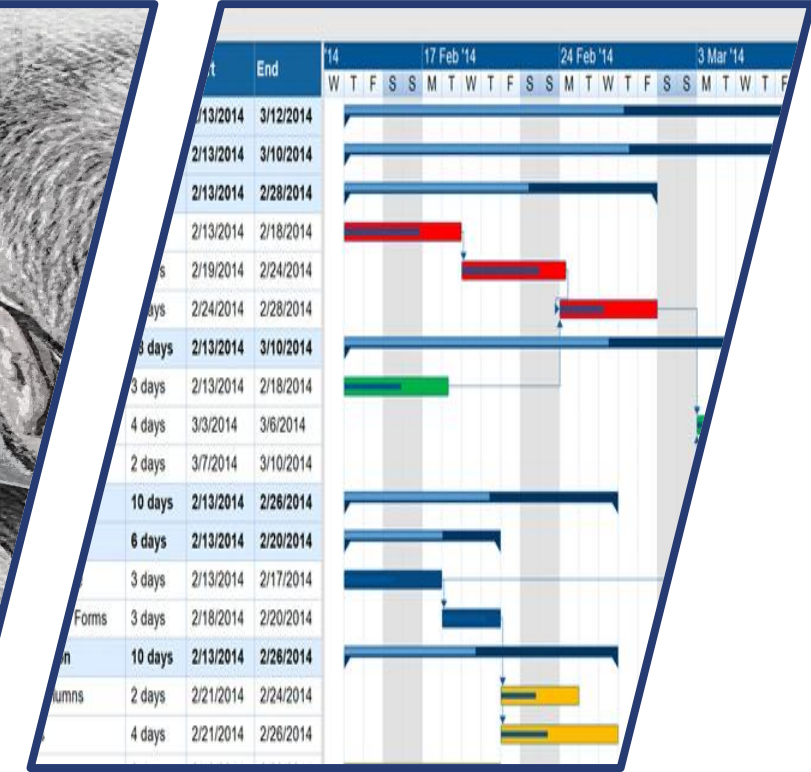 End '14 17 Feb '14 24 Feb '14 3 Mar '14
W T F S S M T W T F S S M T W T F S S M T W T F
3/12/2014
2/13/2014 3/10/2014
2/13/2014 2/28/2014
2/13/2014 2/18/2014
2/19/2014 2/24/2014
2/24/2014 2/28/2014
days 2/13/2014 3/10/2014
3 days 2/13/2014 2/18/2014
4 days 3/3/2014 3/6/2014
2 days 3/7/2014 3/10/2014
10 days 2/13/2014 2/26/2014
6 days 2/13/2014 2/20/2014
3 days 2/13/2014 2/17/2014
Forms 3 days 2/18/2014 2/20/2014
10 days 2/13/2014 2/26/2014
umns 2 days 2/21/2014 2/24/2014
4 days 2/21/2014 2/26/2014